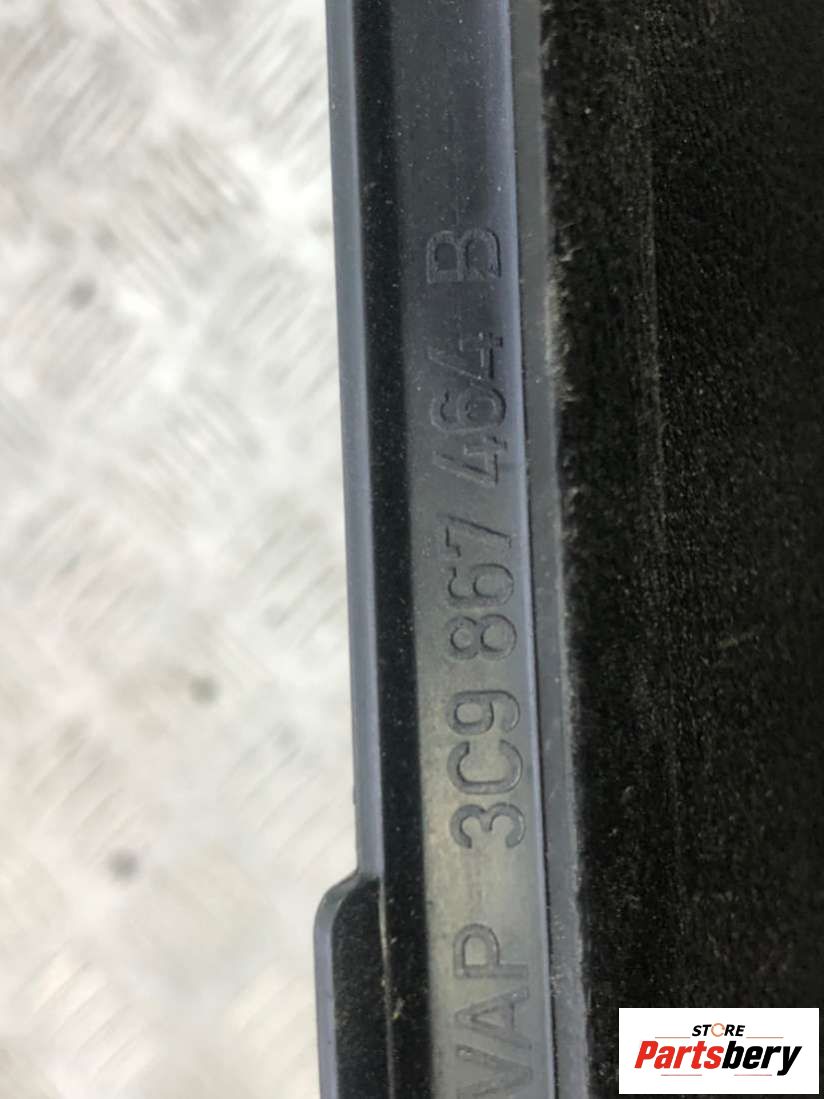 VAP 3C9 867 464 B
STORE
Partsbery